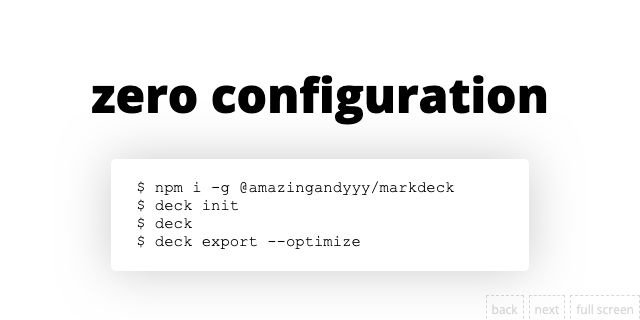 zero configuration
$ npm i -g @amazingandyyy/markdeck
$ deck init
$ deck
$ deck export --optimize
back next full screen